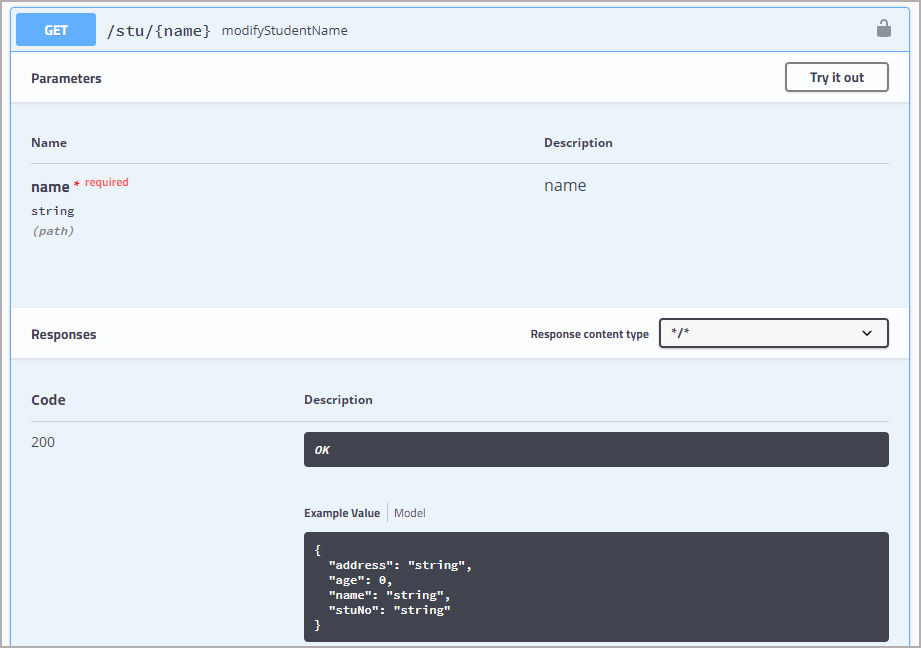 GET /stu/{name} modifyStudentName
Parameters Try it out
Name Description
name * required name
string
(path)
Responses Response content type */*
Code Description
200 OK
Example Value Model
{
"address": "string",
"age": 0,
"name": "string",
"stuNo": "string"
}